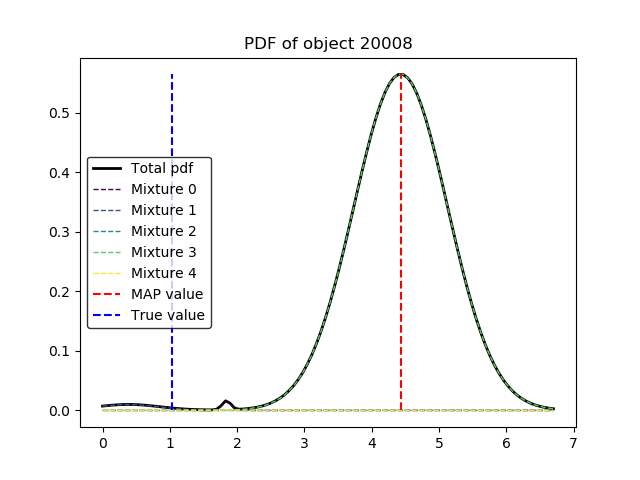 PDF of object 20008
0.5
0.4
0.3
0.2
0.1
0.0
Total pdf
Mixture 0
Mixture 1
Mixture 2
Mixture 3
Mixture 4
MAP value
True value
0 1 2 3 4 5 6 7